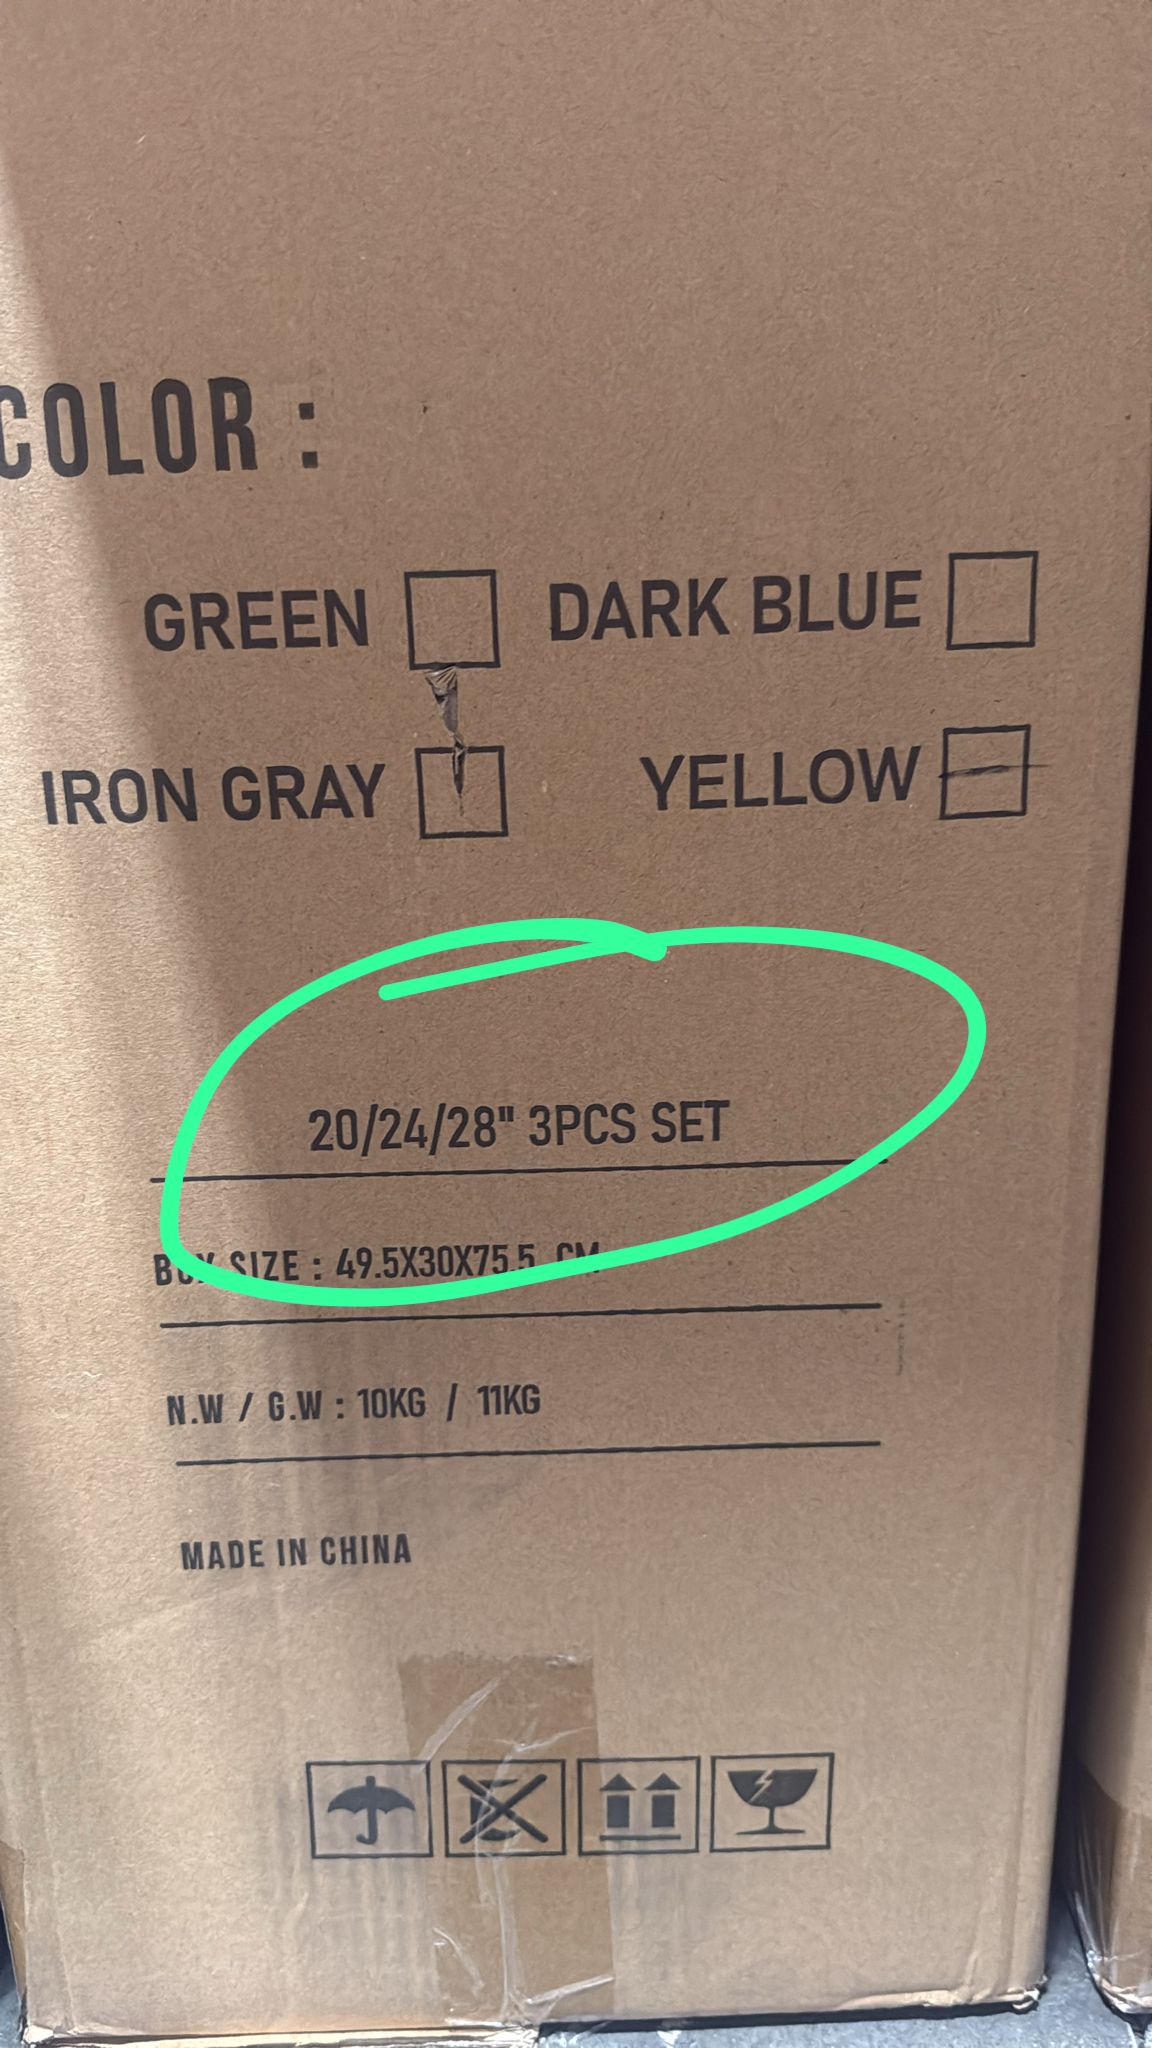 COLOR :
GREEN DARK BLUE
IRON GRAY YELLOW
20/24/28" 3PCS SET
BOX SIZE : 49.5X30X75.5 CM
N.W / G.W : 10KG / 11KG
MADE IN CHINA